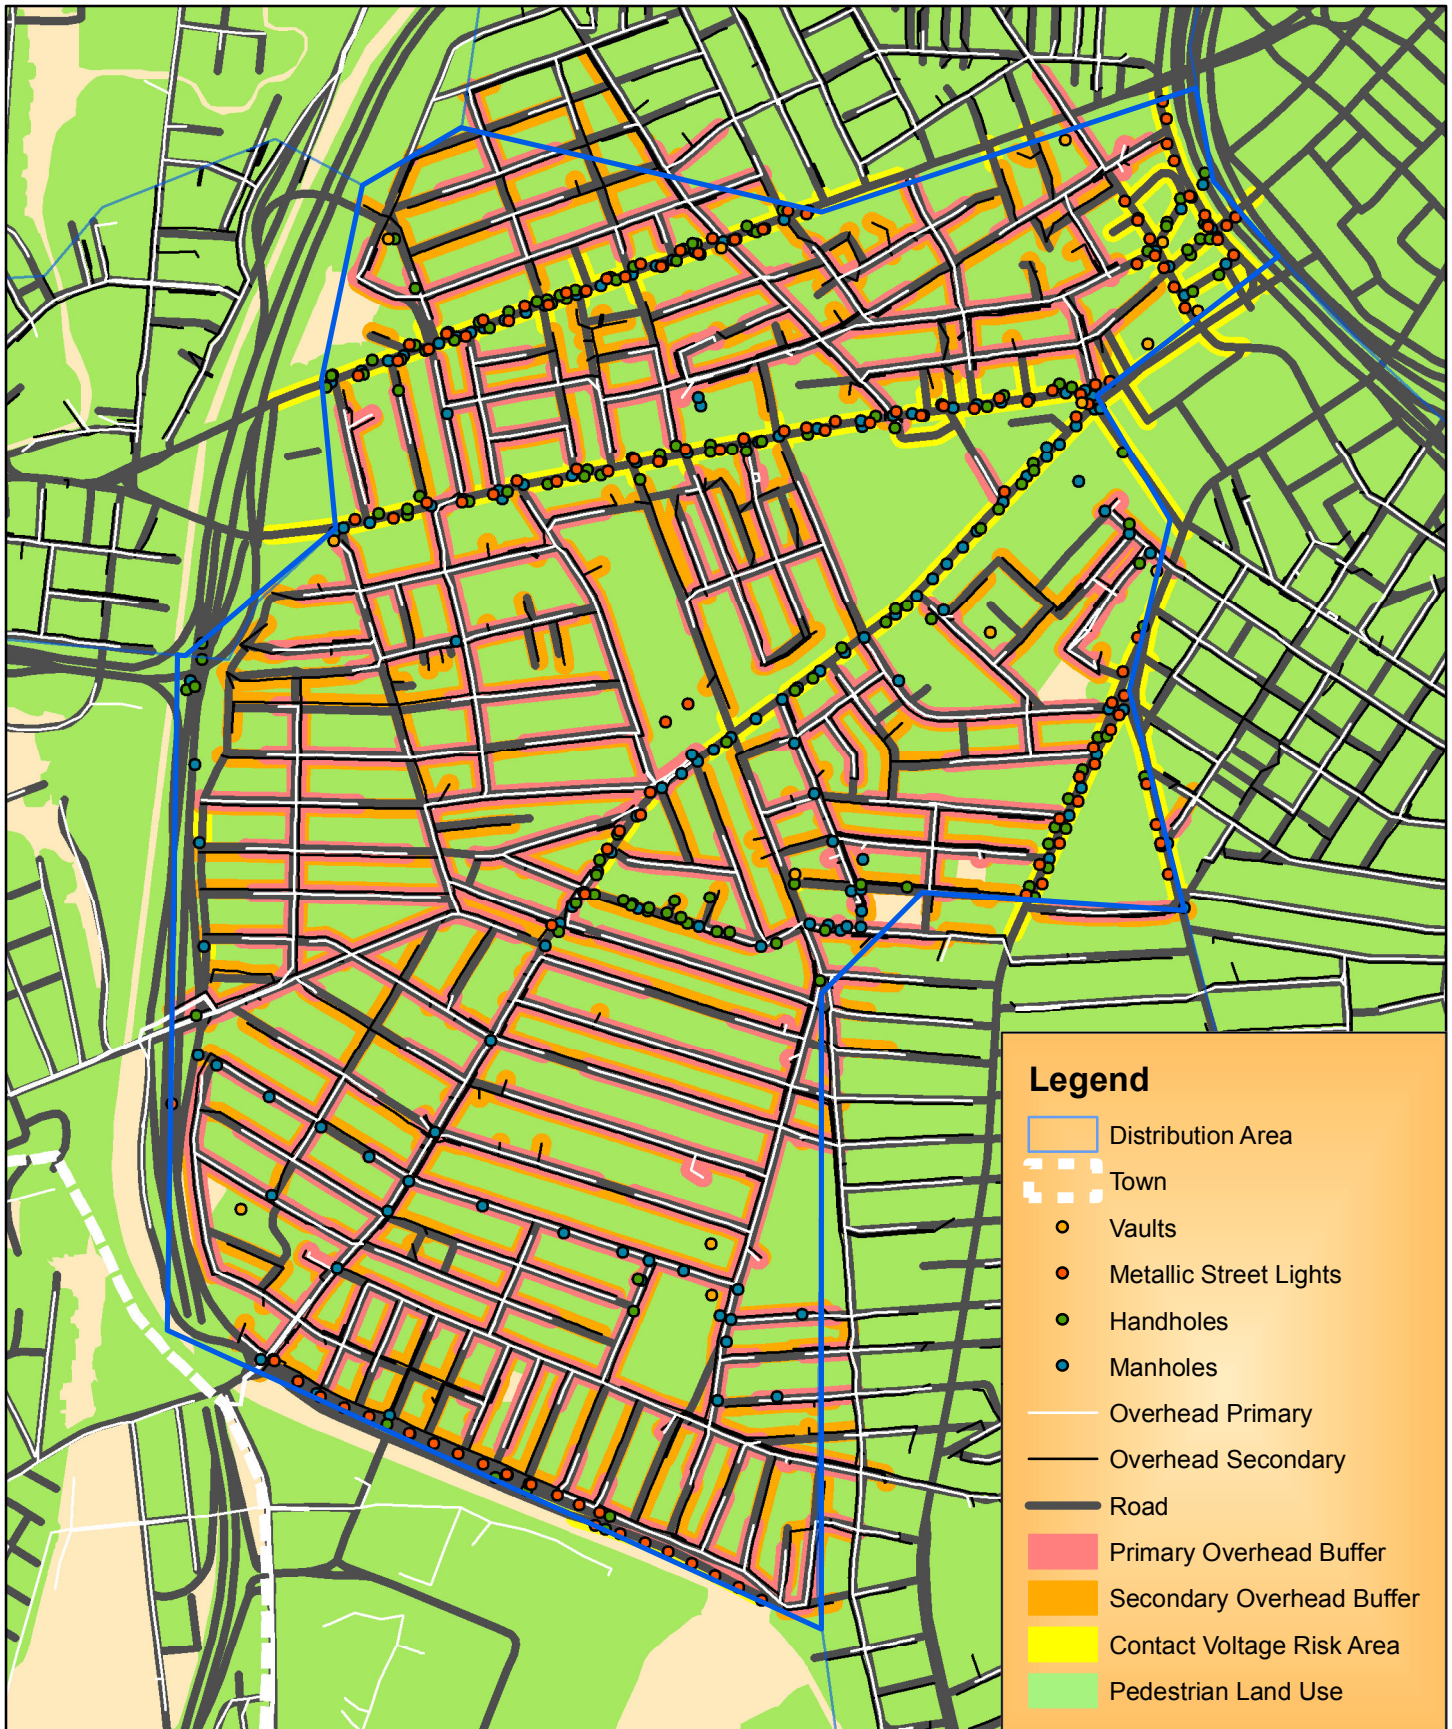 Legend
Distribution Area
Town
Vaults
Metallic Street Lights
Handholes
Manholes
Overhead Primary
Overhead Secondary
Road
Primary Overhead Buffer
Secondary Overhead Buffer
Contact Voltage Risk Area
Pedestrian Land Use